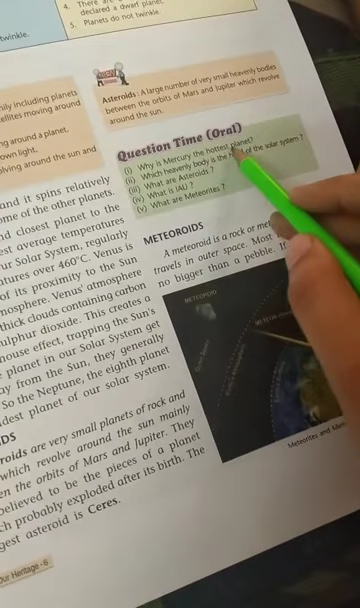 4. There are
declared a dwarf planet.
5. Planets do not twinkle.
twinkle.
ily including planets
ellites moving around
ng around a planet.
own light.
olving around the sun and
Asteroids : A large number of very small heavenly bodies
between the orbits of Mars and Jupiter which revolve
around the sun.
Question Time (Oral)
(i) Why is Mercury the hottest planet?
(ii) Which heavenly body is the of the solar system ?
(iii) What are Asteroids ?
(iv) What is IAU ?
(v) What are Meteorites ?
and it spins relatively
ome of the other planets.
nd closest planet to the
est average temperatures
ur Solar System, regularly
atures over 460°C. Venus is
of its proximity to the Sun
mosphere. Venus' atmosphere
thick clouds containing carbon
ulphur dioxide. This creates a
house effect, trapping the Sun's
planet in our Solar System get
ay from the Sun, they generally
So the Neptune, the eighth planet
dest planet of our solar system.
DS
roids are very small planets of rock and
which revolve around the sun mainly
en the orbits of Mars and Jupiter. They
believed to be the pieces of a planet
ch probably exploded after its birth. The
gest asteroid is Ceres.
our Heritage-6
METEOROIDS
A meteoroid is a rock or me
travels in outer space. Most
no bigger than a pebble.
METEOROID
METEOR
Meteorites and